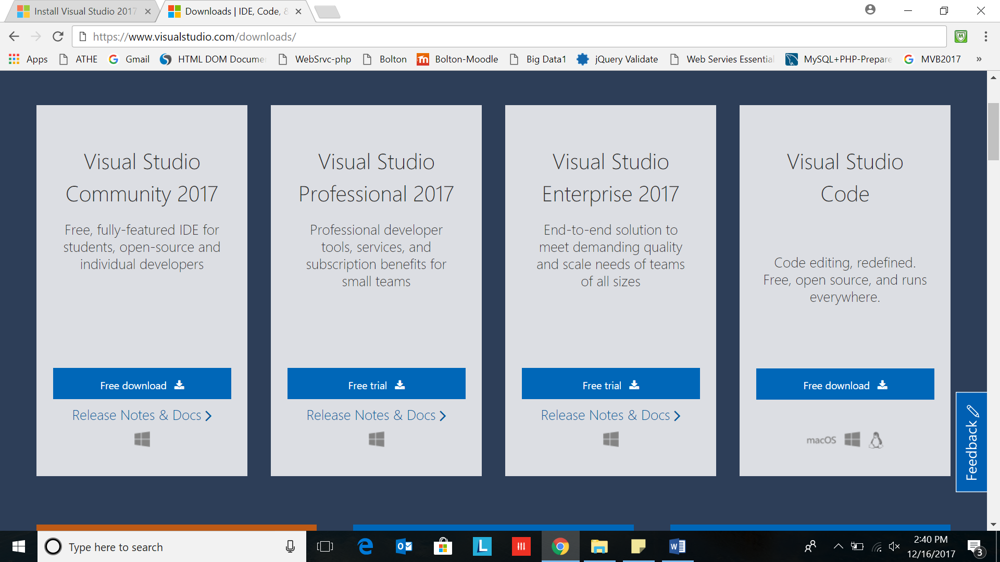 Install Visual Studio 2017
Downloads | IDE, Code, &
https://www.visualstudio.com/downloads/
Apps ATHE Gmail HTML DOM Docume WebSrvc-php Bolton Bolton-Moodle Big Data1 jQuery Validate Web Servies Essential MySQL+PHP-Prepare MVB2017 »
Visual Studio
Community 2017
Free, fully-featured IDE for
students, open-source and
individual developers
Free download
Release Notes & Docs
Visual Studio
Professional 2017
Professional developer
tools, services, and
subscription benefits for
small teams
Free trial
Release Notes & Docs
Visual Studio
Enterprise 2017
End-to-end solution to
meet demanding quality
and scale needs of teams
of all sizes
Free trial
Release Notes & Docs
Visual Studio
Code
Code editing, redefined.
Free, open source, and runs
everywhere.
Free download
macOS
Feedback
Type here to search
2:40 PM
12/16/2017
3